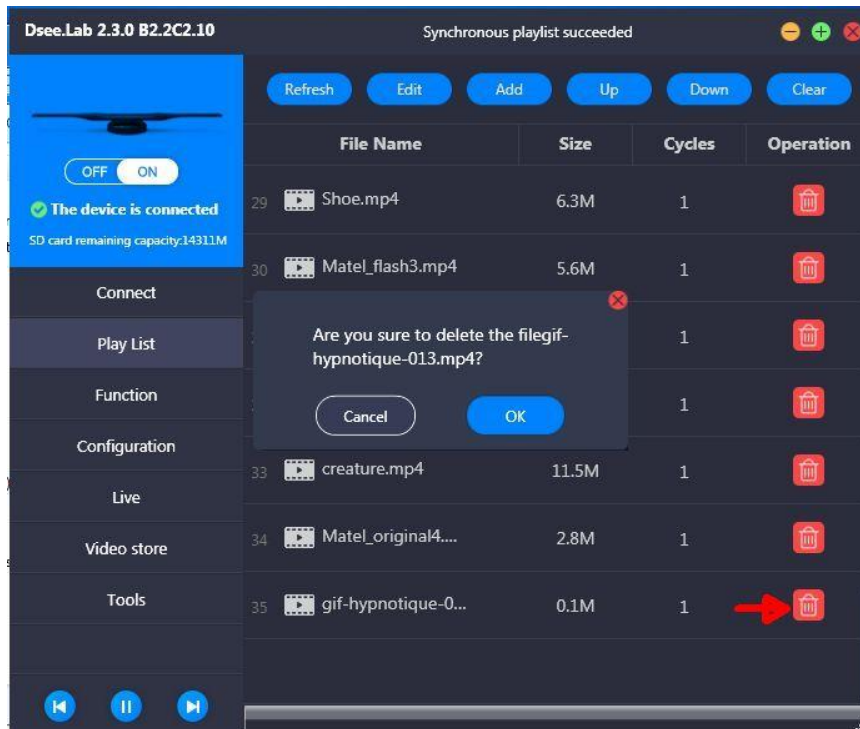 Dsee.Lab 2.3.0 B2.2C2.10
Synchronous playlist succeeded
OFF ON
The device is connected
SD card remaining capacity:14311M
Connect
Play List
Function
Configuration
Live
Video store
Tools
Refresh Edit Add Up Down Clear
File Name Size Cycles Operation
29 Shoe.mp4 6.3M 1
30 Matel_flash3.mp4 5.6M 1
1
1
33 creature.mp4 11.5M 1
34 Matel_original4.... 2.8M 1
35 gif-hypnotique-0... 0.1M 1
Are you sure to delete the filegif-
hypnotique-013.mp4?
Cancel OK